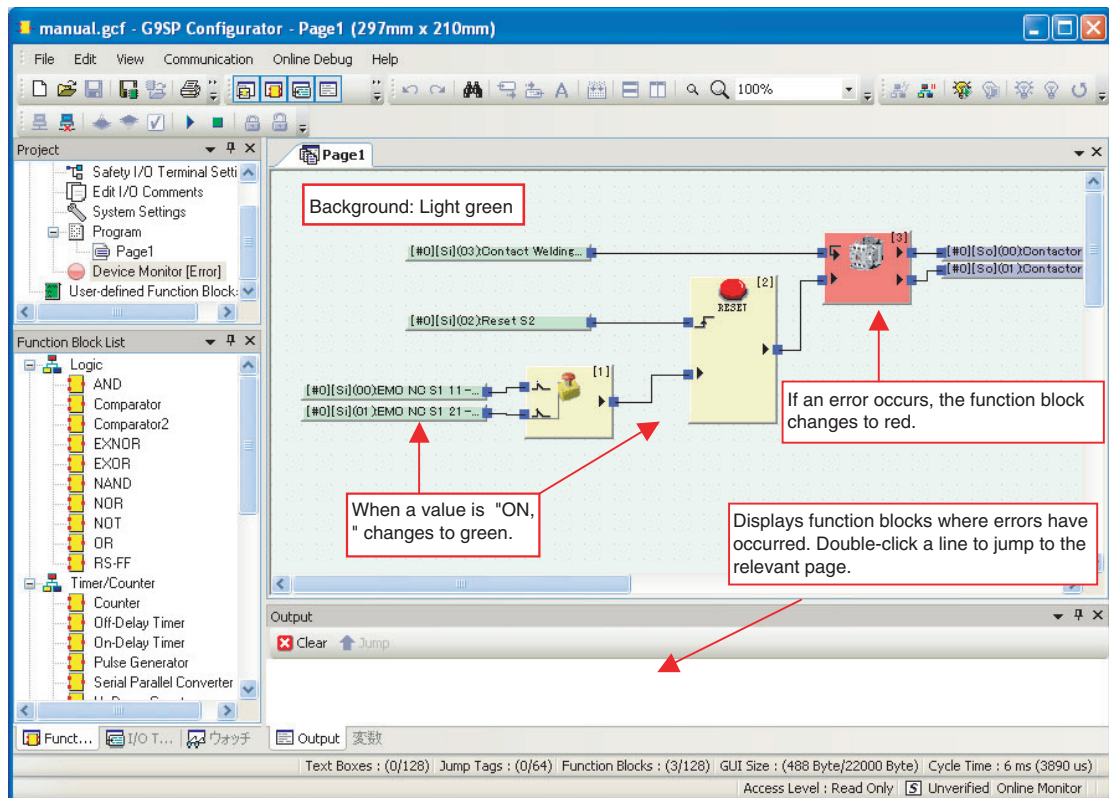 manual.gcf - G9SP Configurator - Page1 (297mm x 210mm)
File Edit View Communication Online Debug Help
100%
Project
Page1
Safety I/O Terminal Setti
Edit I/O Comments
System Settings
Program
Page1
Device Monitor [Error]
User-defined Function Block
Function Block List
Logic
AND
Comparator
Comparator2
EXNOR
EXOR
NAND
NOR
NOT
OR
RS-FF
Timer/Counter
Counter
Off-Delay Timer
On-Delay Timer
Pulse Generator
Serial Parallel Converter
Funct... I/O T... ウォッチ
Background: Light green
[#0][Si](03):Contact Welding...
[3]
[#0][So](00):Contactor
[#0][So](01):Contactor
[2]
RESET
[#0][Si](02):Reset S2
[1]
[#0][Si](00):EMO NC S1 11-...
[#0][Si](01):EMO NC S1 21-...
If an error occurs, the function block
changes to red.
When a value is "ON,
" changes to green.
Displays function blocks where errors have
occurred. Double-click a line to jump to the
relevant page.
Output
Clear Jump
Output 変数
Text Boxes : (0/128) Jump Tags : (0/64) Function Blocks : (3/128) GUI Size : (488 Byte/22000 Byte) Cycle Time : 6 ms (3890 us)
Access Level : Read Only S Unverified Online Monitor